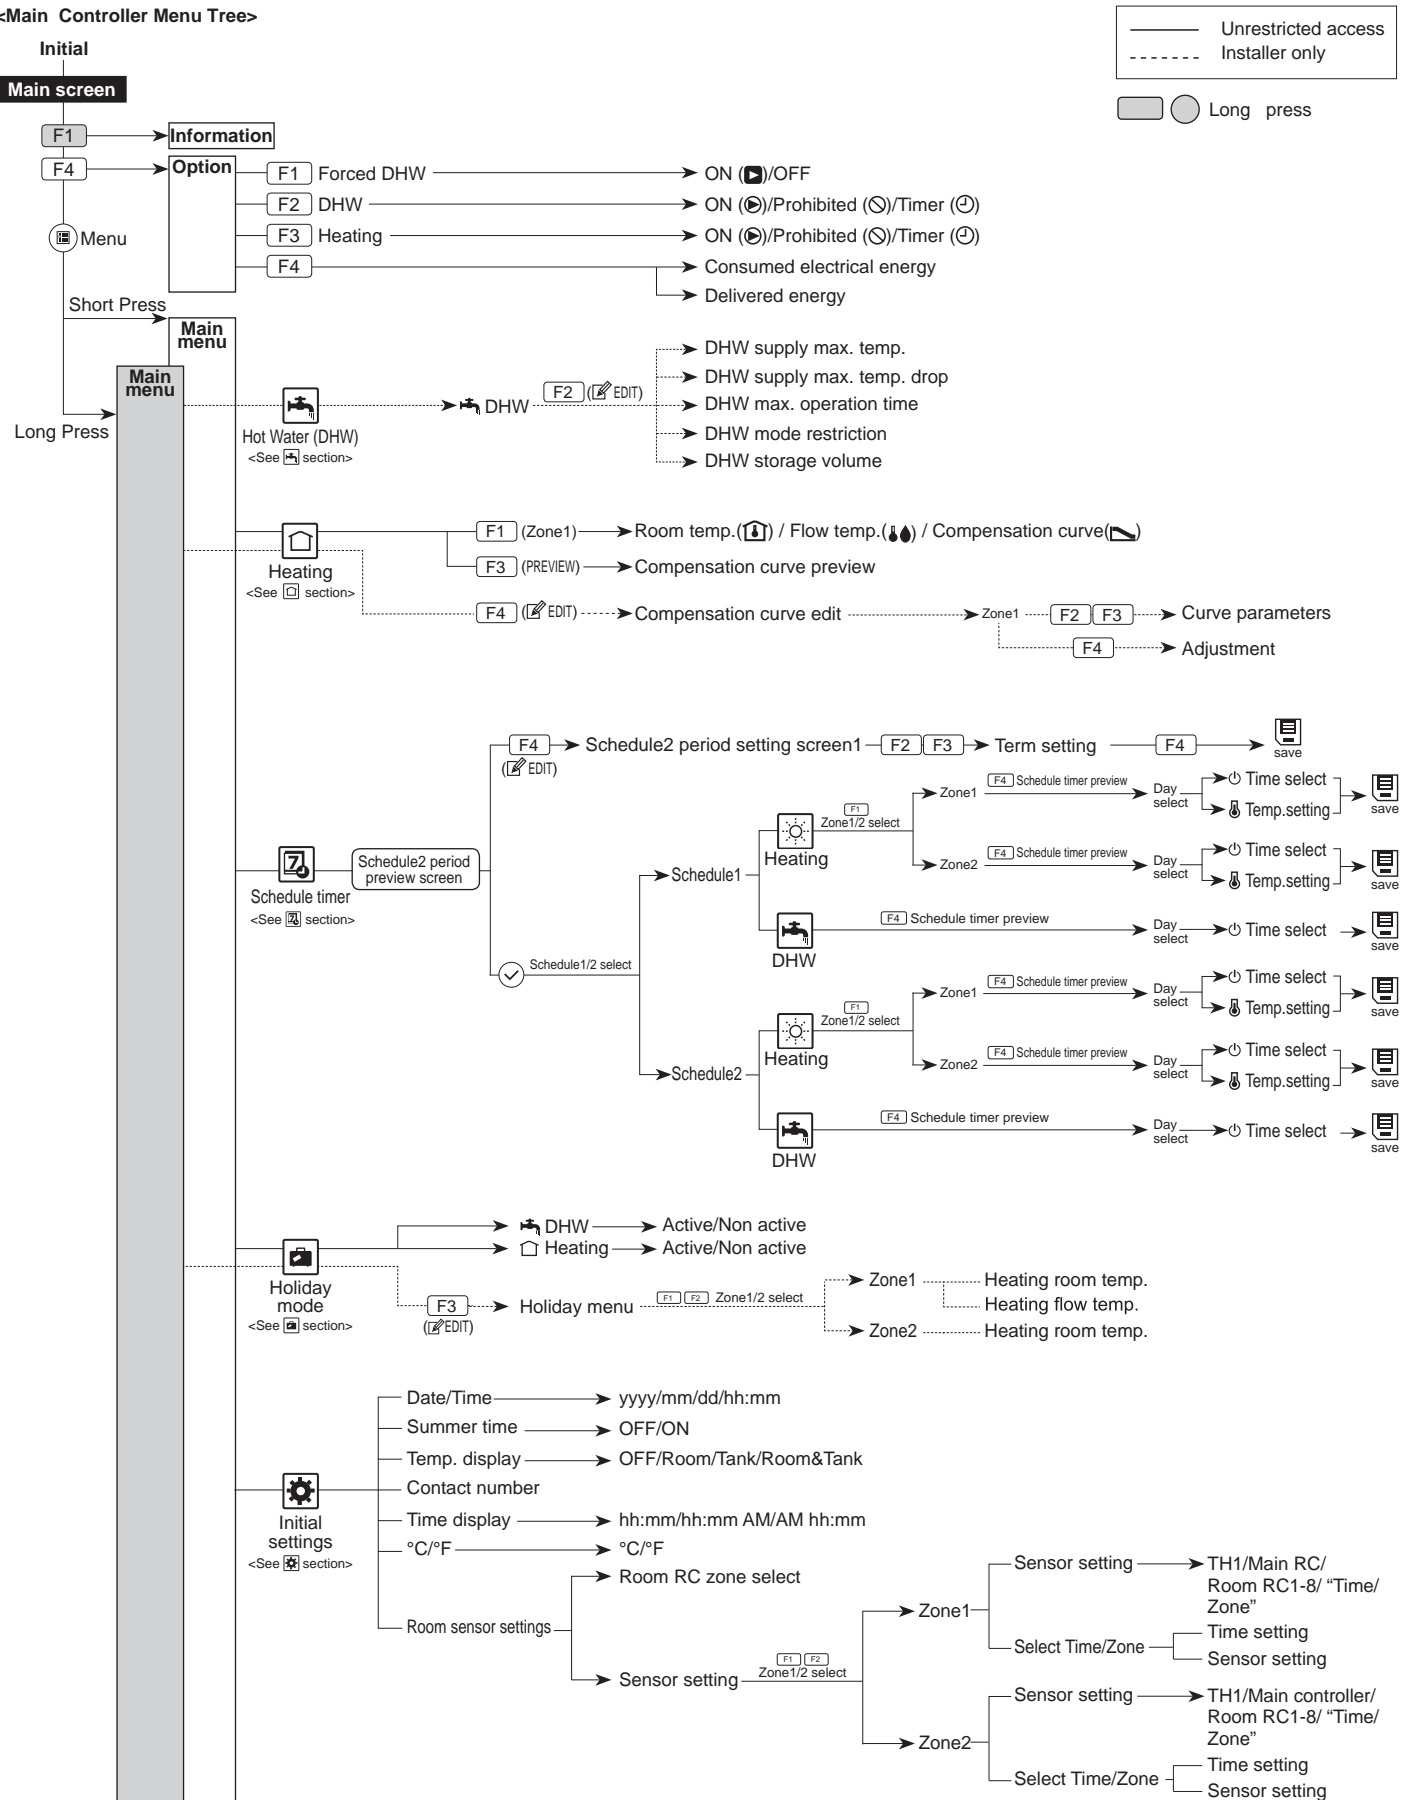 <Main Controller Menu Tree>
Unrestricted access
Installer only
Long press
Initial
Main screen
F1 Information
F4 Option
F1 Forced DHW ON ( )/OFF
F2 DHW ON ( )/Prohibited ( )/Timer ( )
F3 Heating ON ( )/Prohibited ( )/Timer ( )
F4 Consumed electrical energy
Delivered energy
Menu
Short Press
Main
menu
Main
menu
Long Press
Hot Water (DHW)
<See section>
DHW
F2 ( EDIT)
DHW supply max. temp.
DHW supply max. temp. drop
DHW max. operation time
DHW mode restriction
DHW storage volume
Heating
<See section>
F1 (Zone1) Room temp.( ) / Flow temp.( ) / Compensation curve( )
F3 (PREVIEW) Compensation curve preview
F4 ( EDIT) Compensation curve edit Zone1 F2 F3 Curve parameters
F4 Adjustment
7
Schedule timer
<See 7 section>
Schedule2 period
preview screen
F4 Schedule2 period setting screen1 F2 F3 Term setting F4 save
( EDIT)
Schedule1/2 select
Schedule1
Heating
F1
Zone1/2 select
Zone1 F4 Schedule timer preview Day
select
Time select
Temp.setting
save
Zone2 F4 Schedule timer preview Day
select
Time select
Temp.setting
save
DHW
F4 Schedule timer preview Day
select
Time select
save
Schedule2
Heating
F1
Zone1/2 select
Zone1 F4 Schedule timer preview Day
select
Time select
Temp.setting
save
Zone2 F4 Schedule timer preview Day
select
Time select
Temp.setting
save
DHW
F4 Schedule timer preview Day
select
Time select
save
Holiday
mode
<See section>
DHW Active/Non active
Heating Active/Non active
F3
( EDIT)
Holiday menu F1 F2 Zone1/2 select
Zone1 Heating room temp.
Heating flow temp.
Zone2 Heating room temp.
Initial
settings
<See section>
Date/Time yyyy/mm/dd/hh:mm
Summer time OFF/ON
Temp. display OFF/Room/Tank/Room&Tank
Contact number
Time display hh:mm/hh:mm AM/AM hh:mm
°C/°F °C/°F
Room sensor settings
Room RC zone select
Sensor setting
F1 F2
Zone1/2 select
Zone1
Sensor setting TH1/Main RC/
Room RC1-8/ “Time/
Zone”
Select Time/Zone
Time setting
Sensor setting
Zone2
Sensor setting TH1/Main controller/
Room RC1-8/ “Time/
Zone”
Select Time/Zone
Time setting
Sensor setting